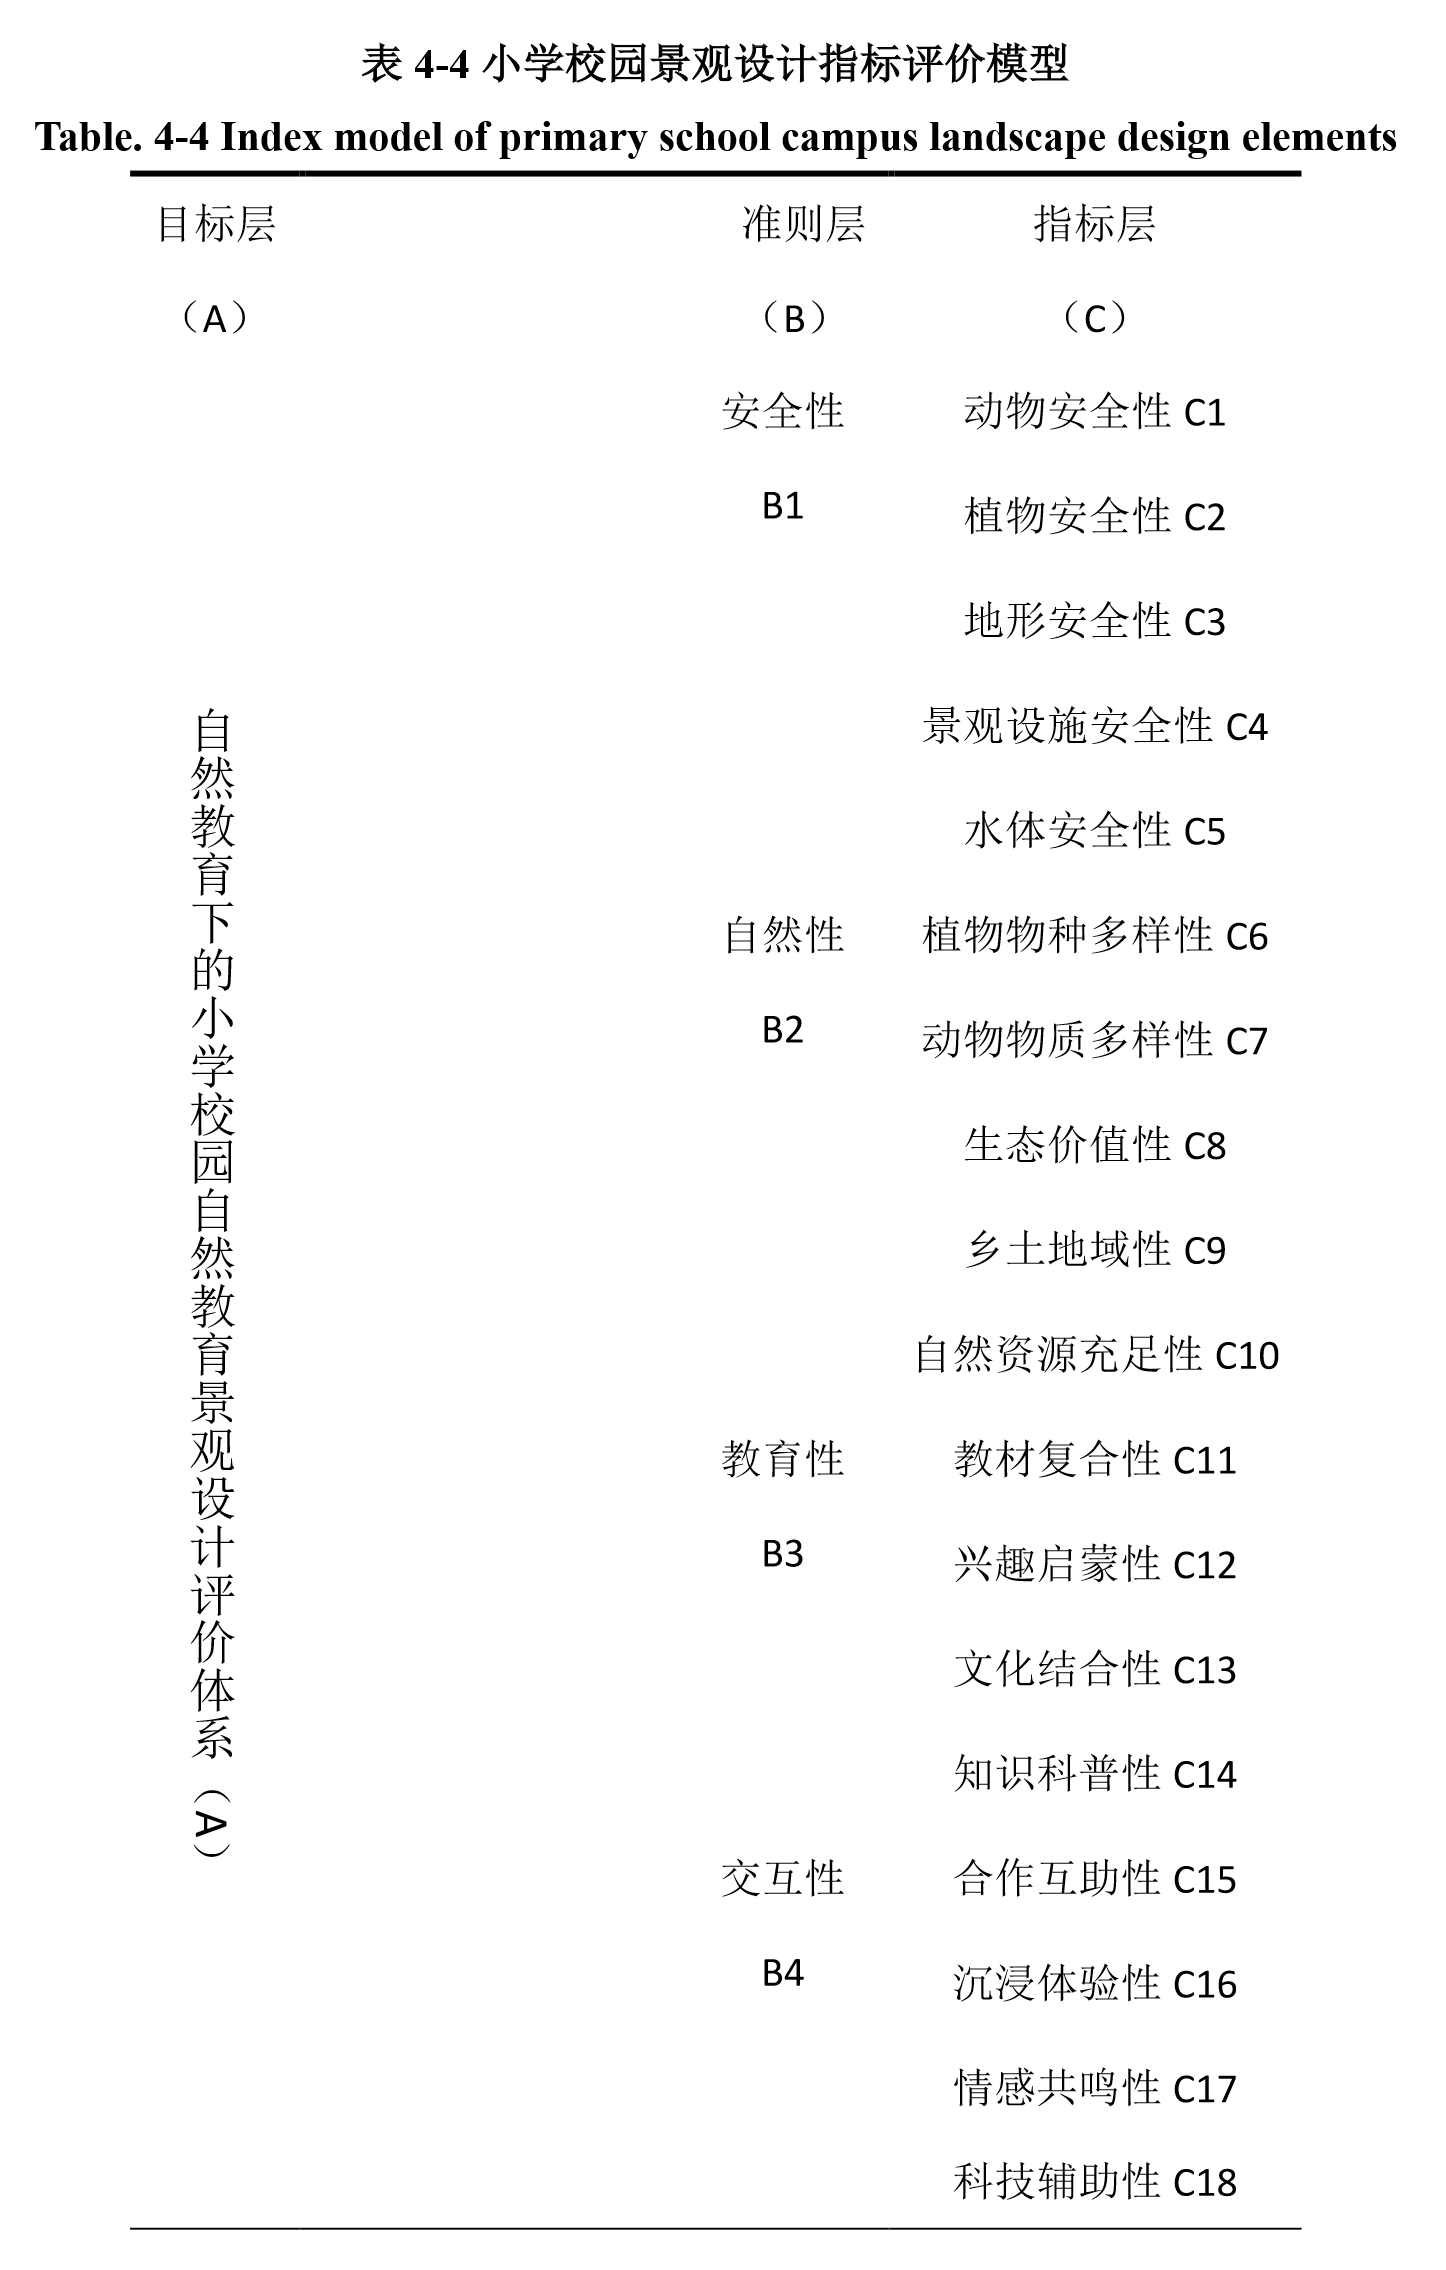 表 4-4 小学校园景观设计指标评价模型
Table. 4-4 Index model of primary school campus landscape design elements
目标层 准则层 指标层
（A） （B） （C）
自然教育下的小学校园自然教育景观设计评价体系（A）
安全性 动物安全性 C1
B1 植物安全性 C2
地形安全性 C3
景观设施安全性 C4
水体安全性 C5
自然性 植物物种多样性 C6
B2 动物物质多样性 C7
生态价值性 C8
乡土地域性 C9
自然资源充足性 C10
教育性 教材复合性 C11
B3 兴趣启蒙性 C12
文化结合性 C13
知识科普性 C14
交互性 合作互助性 C15
B4 沉浸体验性 C16
情感共鸣性 C17
科技辅助性 C18